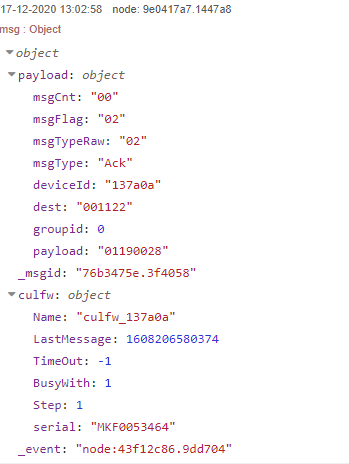 17-12-2020 13:02:58 node: 9e0417a7.1447a8
msg : Object
object
payload: object
msgCnt: "00"
msgFlag: "02"
msgTypeRaw: "02"
msgType: "Ack"
deviceId: "137a0a"
dest: "001122"
groupid: 0
payload: "01190028"
_msgid: "76b3475e.3f4058"
culfw: object
Name: "culfw_137a0a"
LastMessage: 1608206580374
TimeOut: -1
BusyWith: 1
Step: 1
serial: "MKF0053464"
_event: "node:43f12c86.9dd704"